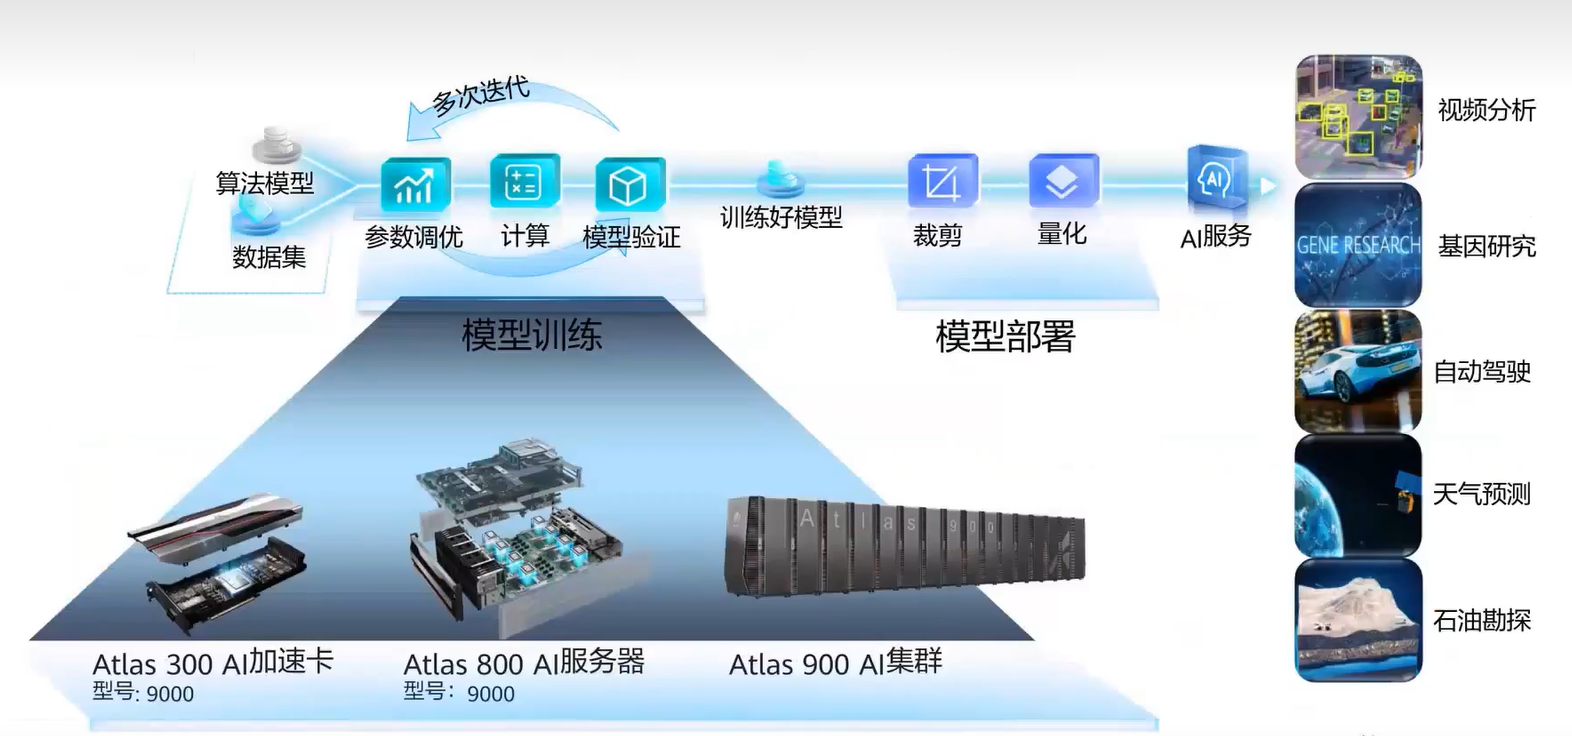 多次迭代
算法模型
数据集
参数调优
计算
模型验证
训练好模型
裁剪
量化
AI
AI服务
模型训练
模型部署
视频分析
GENE RESEARCH
基因研究
自动驾驶
天气预测
石油勘探
Atlas 900
Atlas 300 AI加速卡
型号: 9000
Atlas 800 AI服务器
型号：9000
Atlas 900 AI集群